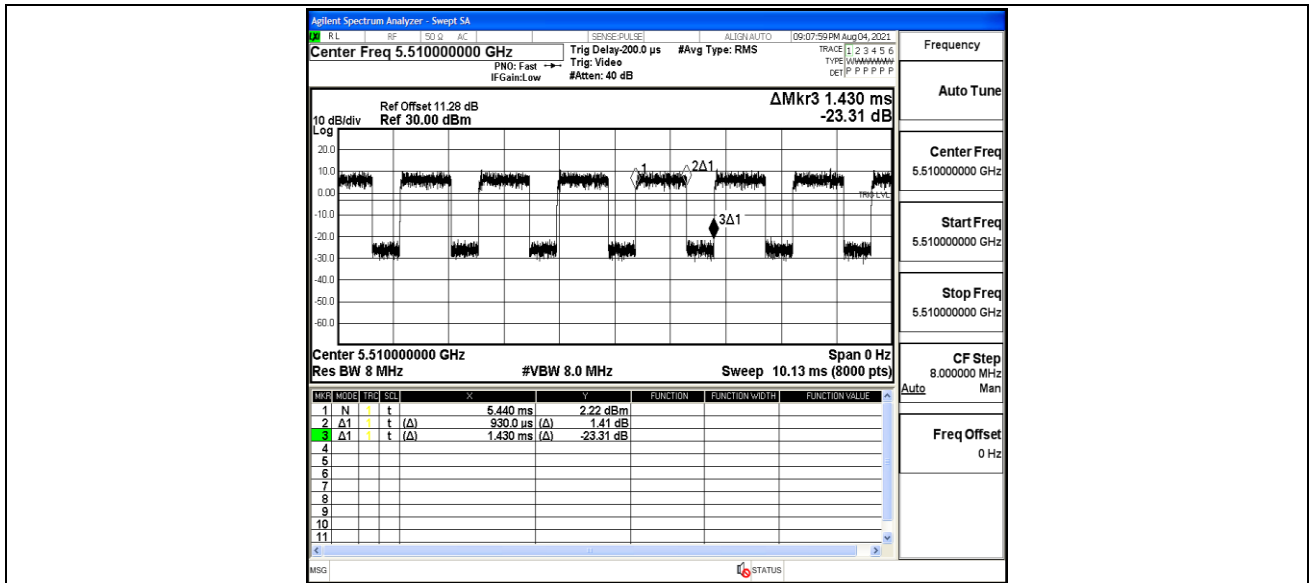 Agilent Spectrum Analyzer - Swept SA
RL RF 50 Ω AC SENSE:PULSE ALIGN AUTO 09:07:59 PM Aug 04, 2021
Center Freq 5.510000000 GHz
PNO: Fast
IFGain:Low
Trig Delay-200.0 µs
Trig: Video
#Atten: 40 dB
#Avg Type: RMS
TRACE 1 2 3 4 5 6
TYPE
DET P P P P P P
ΔMkr3 1.430 ms
-23.31 dB
Ref Offset 11.28 dB
10 dB/div Ref 30.00 dBm
Log
20.0
10.0
0.00
-10.0
-20.0
-30.0
-40.0
-50.0
-60.0
1
2Δ1
3Δ1
TRIG LVL
Center 5.510000000 GHz Span 0 Hz
Res BW 8 MHz #VBW 8.0 MHz Sweep 10.13 ms (8000 pts)
MKR MODE TRC SCL X Y FUNCTION FUNCTION WIDTH FUNCTION VALUE
1 N 1 t 5.440 ms 2.22 dBm
2 Δ1 1 t (Δ) 930.0 µs (Δ) 1.41 dB
3 Δ1 1 t (Δ) 1.430 ms (Δ) -23.31 dB
4
5
6
7
8
9
10
11
MSG STATUS
Frequency
Auto Tune
Center Freq
5.510000000 GHz
Start Freq
5.510000000 GHz
Stop Freq
5.510000000 GHz
CF Step
8.000000 MHz
Auto Man
Freq Offset
0 Hz